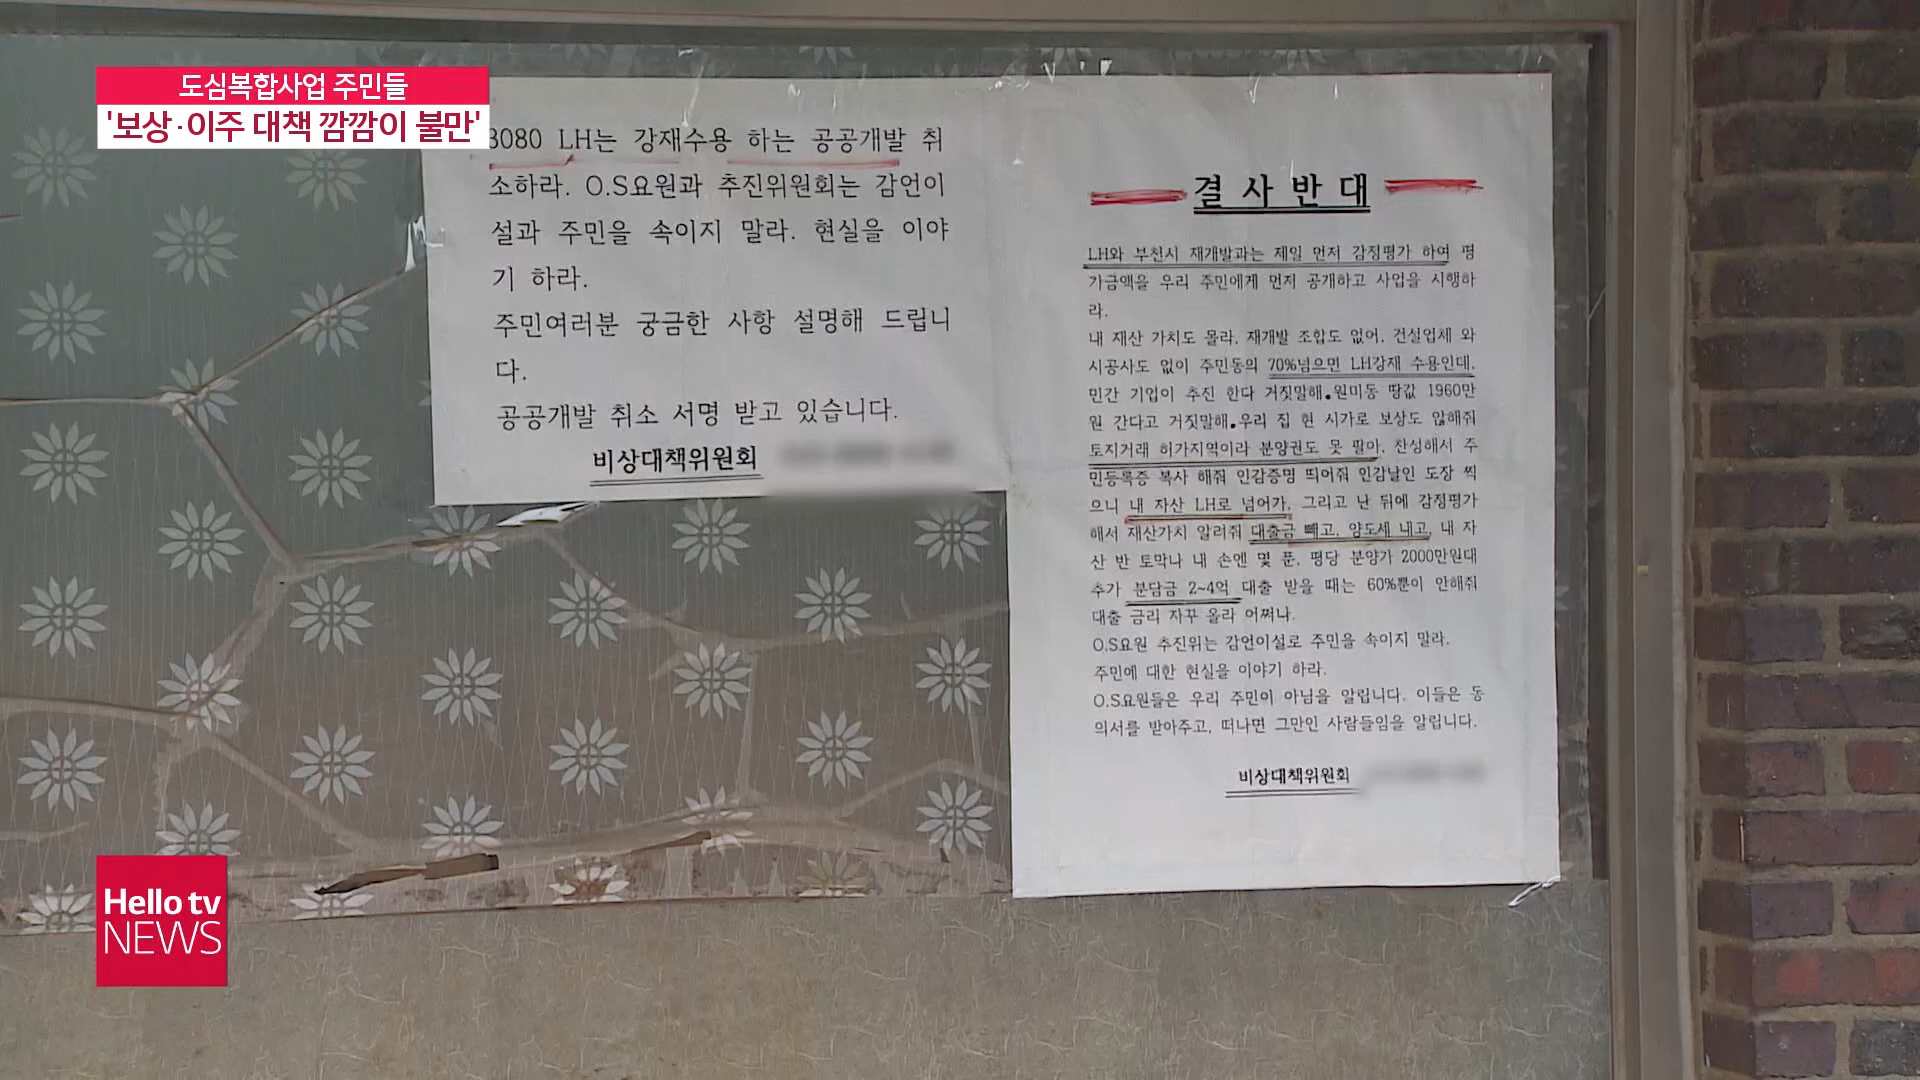 도심복합사업 주민들
'보상·이주 대책 깜깜이 불만'
3080 LH는 강재수용 하는 공공개발 취
소하라. O.S요원과 추진위원회는 감언이
설과 주민을 속이지 말라. 현실을 이야
기 하라.
주민여러분 궁금한 사항 설명해 드립니
다.
공공개발 취소 서명 받고 있습니다.
비상대책위원회
결사반대
LH와 부천시 재개발과는 제일 먼저 감정평가 하여 평
가금액을 우리 주민에게 먼저 공개하고 사업을 시행하
라.
내 재산 가치도 몰라, 재개발 조합도 없어, 건설업체 와
시공사도 없이 주민동의 70%넘으면 LH강재 수용인데,
민간 기업이 추진 한다 거짓말해.원미동 땅값 1960만
원 간다고 거짓말해.우리 집 현 시가로 보상도 않해줘
토지거래 허가지역이라 분양권도 못 팔아, 찬성해서 주
민등록증 복사 해줘 인감증명 띄어줘 인감날인 도장 찍
으니 내 자산 LH로 넘어가, 그리고 난 뒤에 감정평가
해서 재산가치 알려줘 대출금 빼고, 양도세 내고, 내 자
산 반 토막나 내 손엔 몇 푼, 평당 분양가 2000만원대
추가 분담금 2~4억 대출 받을 때는 60%뿐이 안해줘
대출 금리 자꾸 올라 어쩌나.
O.S요원 추진위는 감언이설로 주민을 속이지 말라.
주민에 대한 현실을 이야기 하라.
O.S요원들은 우리 주민이 아님을 알립니다. 이들은 동
의서를 받아주고, 떠나면 그만인 사람들임을 알립니다.
비상대책위원회
Hello tv
NEWS